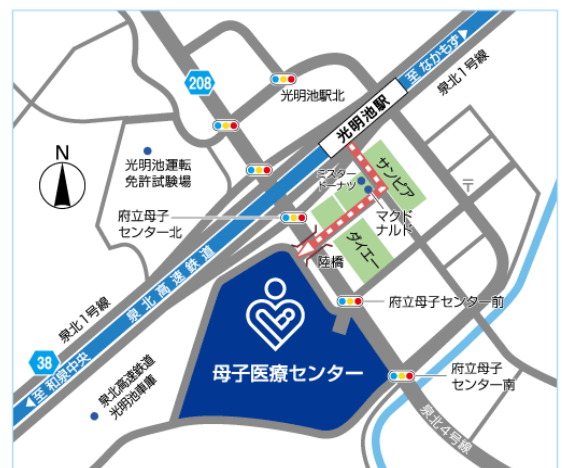 至 なかもず
泉北1号線
208
光明池駅北
光明池駅
N
光明池運転
免許試験場
サンピア
ミスター
ドーナツ
〒
マクド
ナルド
府立母子
センター北
ダイエー
陸橋
泉北高速鉄道
府立母子センター前
泉北1号線
38
至 和泉中央
母子医療センター
府立母子
センター南
泉北高速鉄道
光明池車庫
泉北4号線